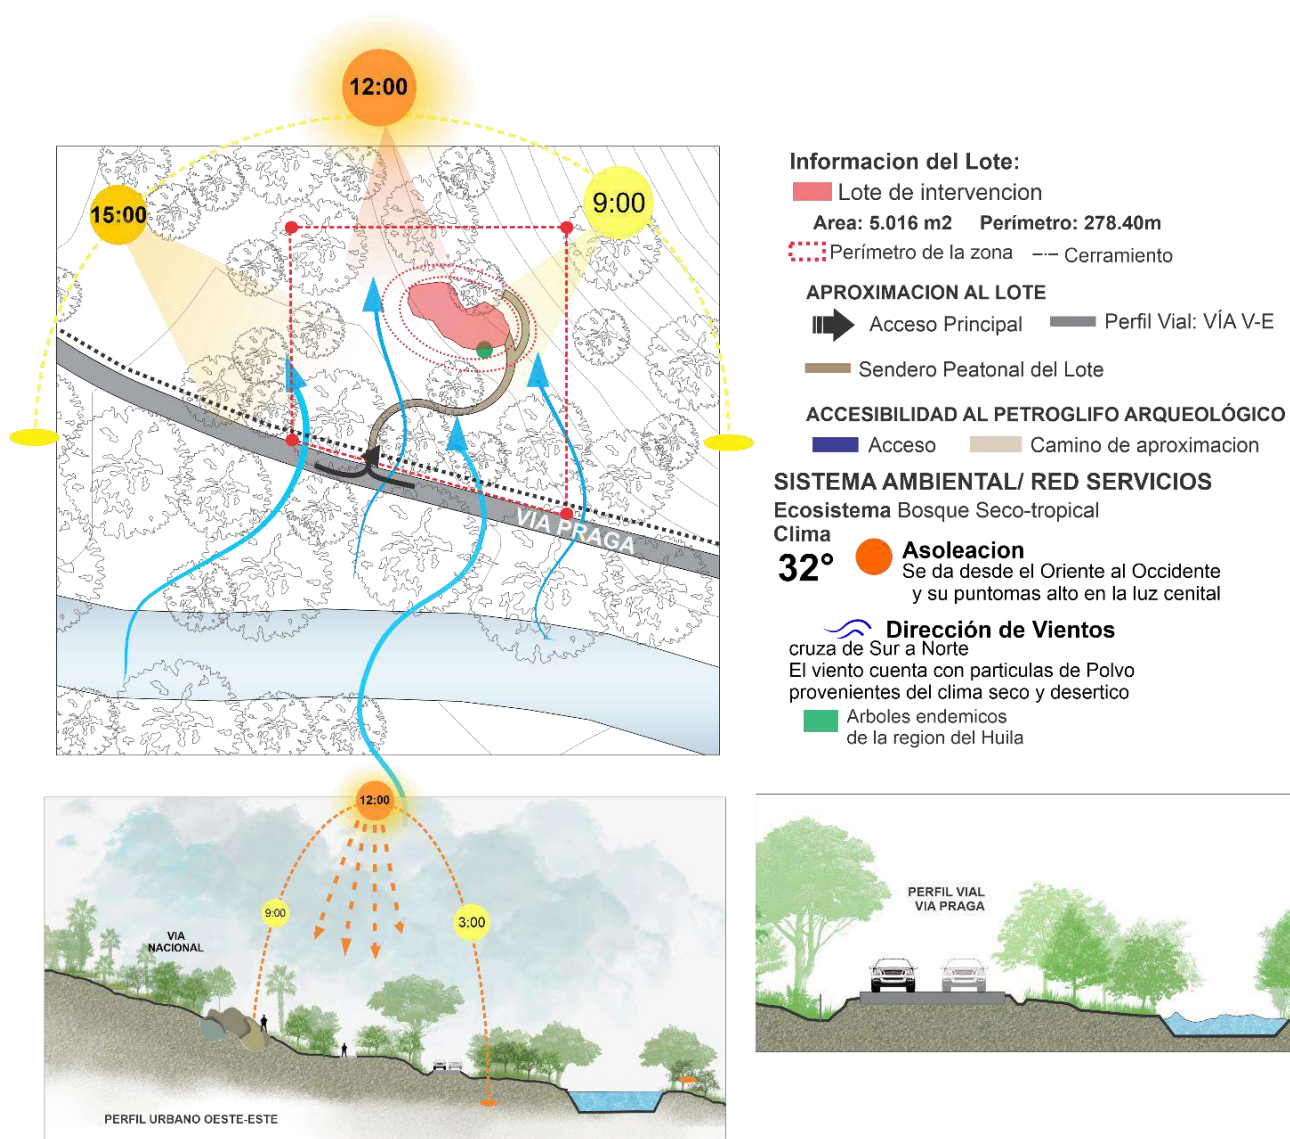 12:00
15:00
9:00
VIA PRAGA
Informacion del Lote:
Lote de intervencion
Area: 5.016 m2 Perímetro: 278.40m
Perímetro de la zona Cerramiento
APROXIMACION AL LOTE
Acceso Principal Perfil Vial: VÍA V-E
Sendero Peatonal del Lote
ACCESIBILIDAD AL PETROGLIFO ARQUEOLÓGICO
Acceso Camino de aproximacion
SISTEMA AMBIENTAL/ RED SERVICIOS
Ecosistema Bosque Seco-tropical
Clima
32°
Asoleacion
Se da desde el Oriente al Occidente
y su puntomas alto en la luz cenital
Dirección de Vientos
cruza de Sur a Norte
El viento cuenta con particulas de Polvo
provenientes del clima seco y desertico
Arboles endemicos
de la region del Huila
12:00
9:00
3:00
VIA
NACIONAL
PERFIL URBANO OESTE-ESTE
PERFIL VIAL
VIA PRAGA